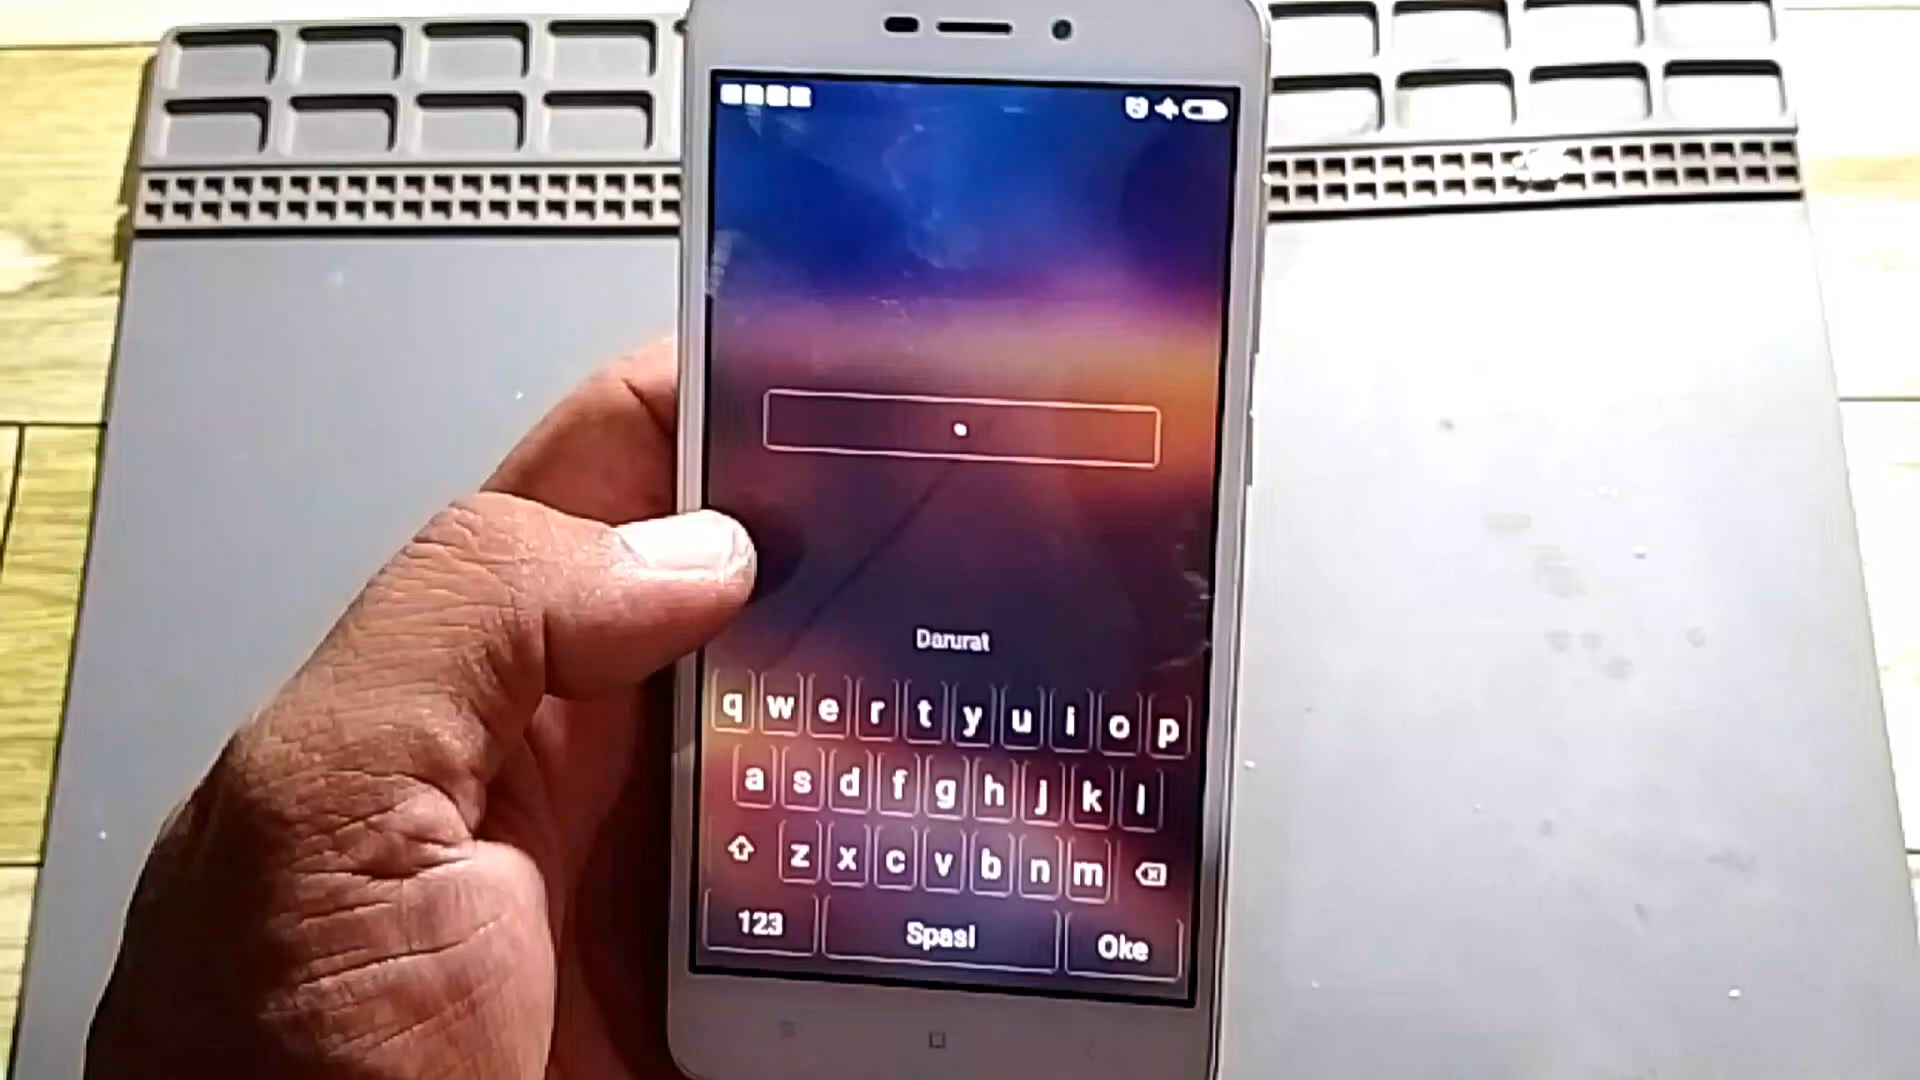 Darurat
q w e r t y u i o p
a s d f g h j k l
z x c v b n m
123 Spasi Oke